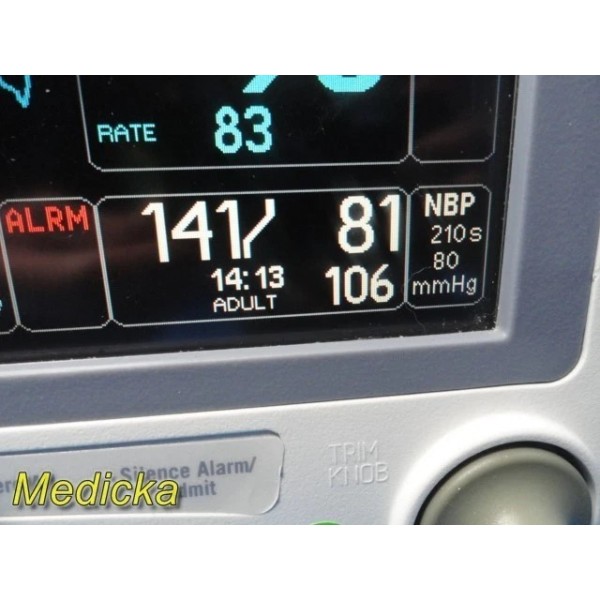 RATE 83
ALRM
141/ 81
NBP
210s
14:13
80
ADULT
106
mmHg
Silence Alarm/
TRIM
KNOB
Medicka